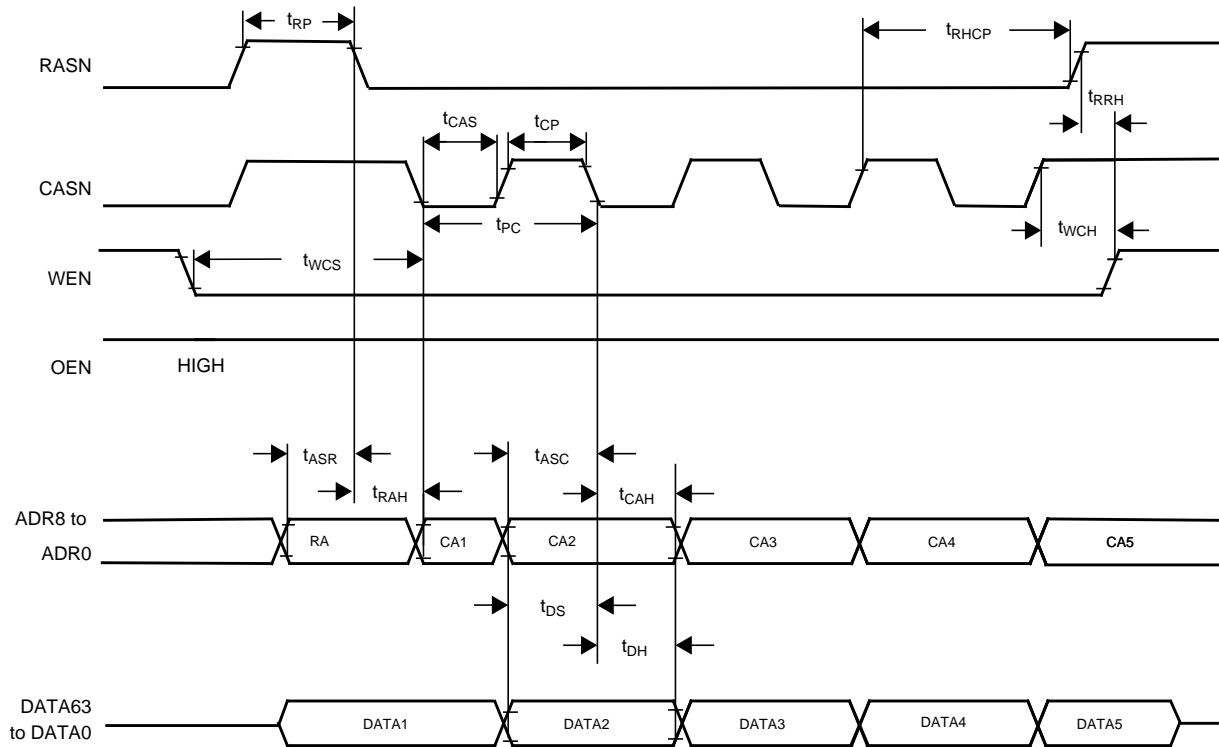 tRP
tRHCP
RASN
tRRH
tCAS
tCP
CASN
tPC
tWCH
tWCS
WEN
OEN
HIGH
tASR
tASC
tRAH
tCAH
ADR8 to
ADR0
RA
CA1
CA2
CA3
CA4
CA5
tDS
tDH
DATA63
to DATA0
DATA1
DATA2
DATA3
DATA4
DATA5